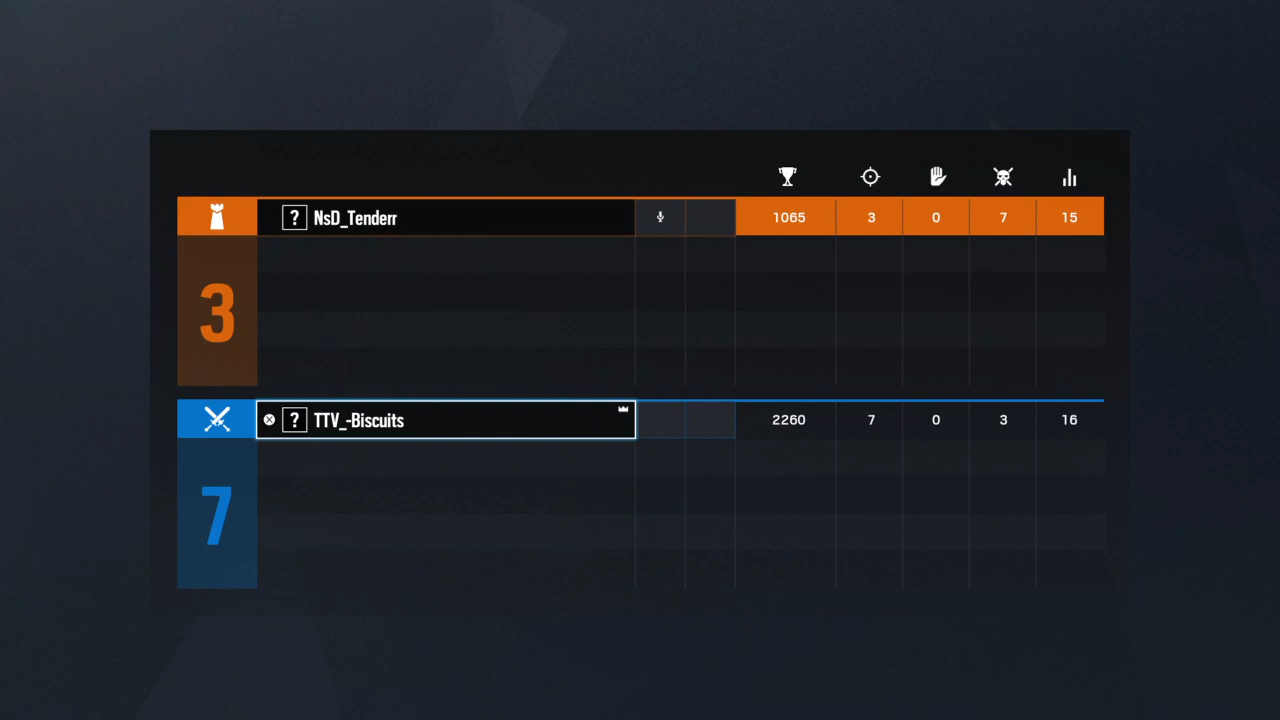 ? NsD_Tenderr 1065 3 0 7 15
3
? TTV_-Biscuits 2260 7 0 3 16
7